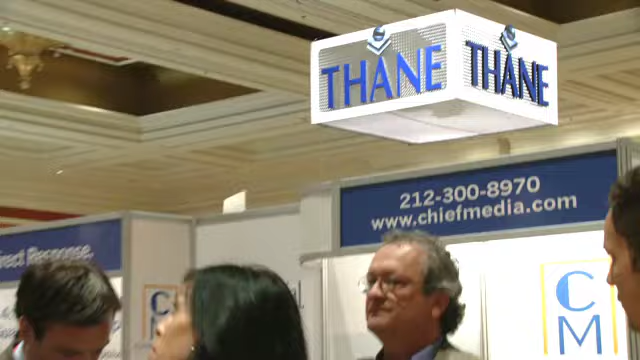 THANE
THANE
212-300-8970
www.chiefmedia.com
Direct Response.
C
M
C
M